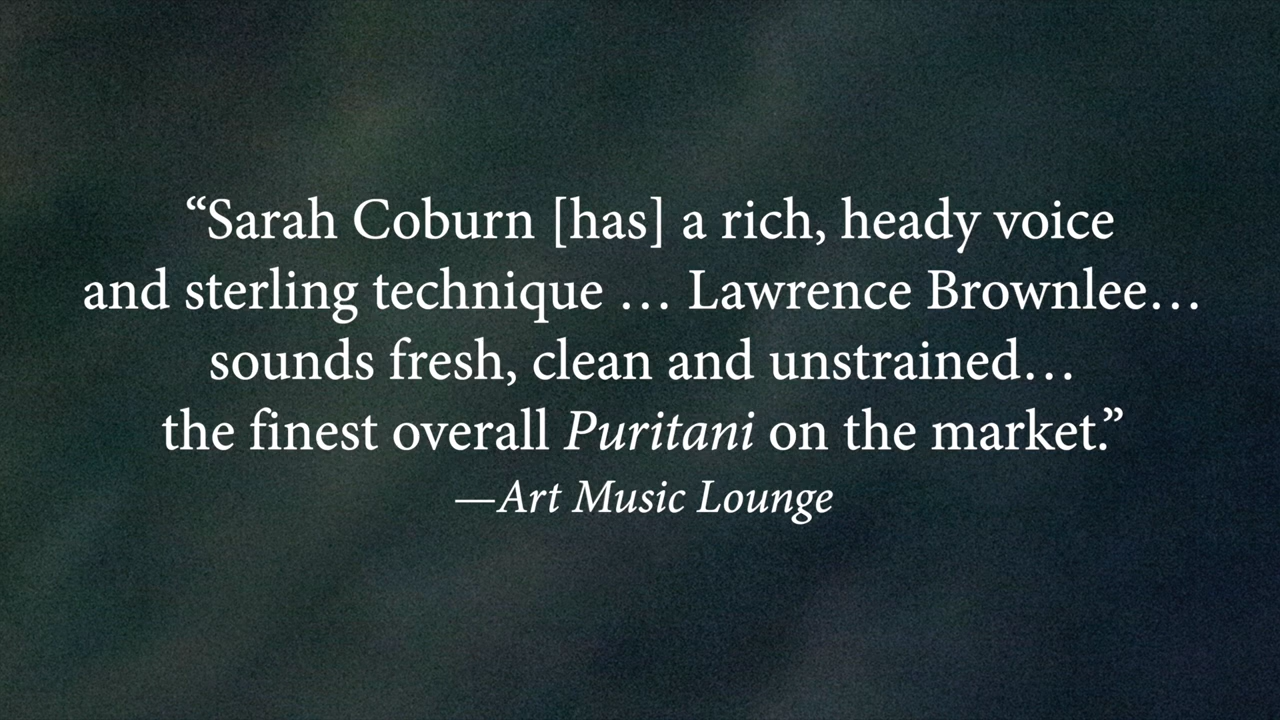 “Sarah Coburn [has] a rich, heady voice
and sterling technique … Lawrence Brownlee…
sounds fresh, clean and unstrained…
the finest overall Puritani on the market.”
—Art Music Lounge